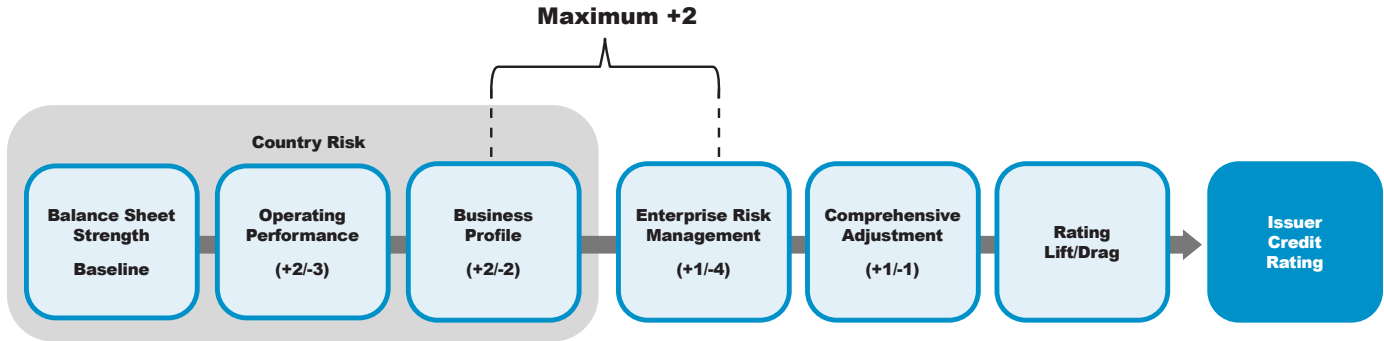 Maximum +2
Country Risk
Balance Sheet
Strength
Baseline
Operating
Performance
(+2/-3)
Business
Profile
(+2/-2)
Enterprise Risk
Management
(+1/-4)
Comprehensive
Adjustment
(+1/-1)
Rating
Lift/Drag
Issuer
Credit
Rating